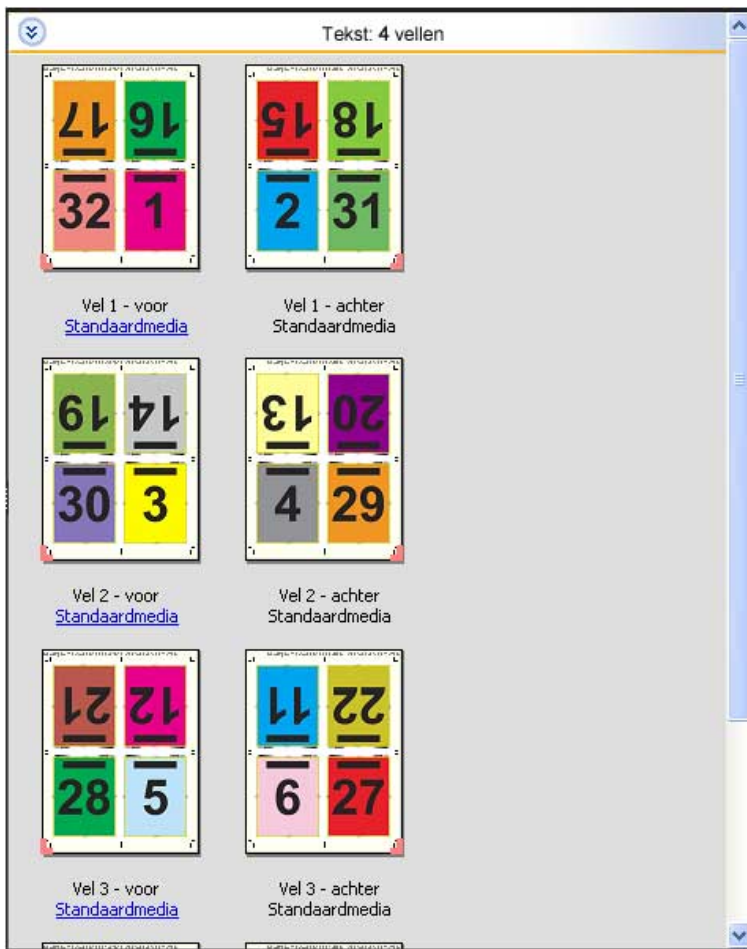 Tekst: 4 vellen
17 16
32 1
15 18
2 31
Vel 1 - voor
Standaardmedia
Vel 1 - achter
Standaardmedia
19 14
30 3
13 20
4 29
Vel 2 - voor
Standaardmedia
Vel 2 - achter
Standaardmedia
21 12
28 5
11 22
6 27
Vel 3 - voor
Standaardmedia
Vel 3 - achter
Standaardmedia